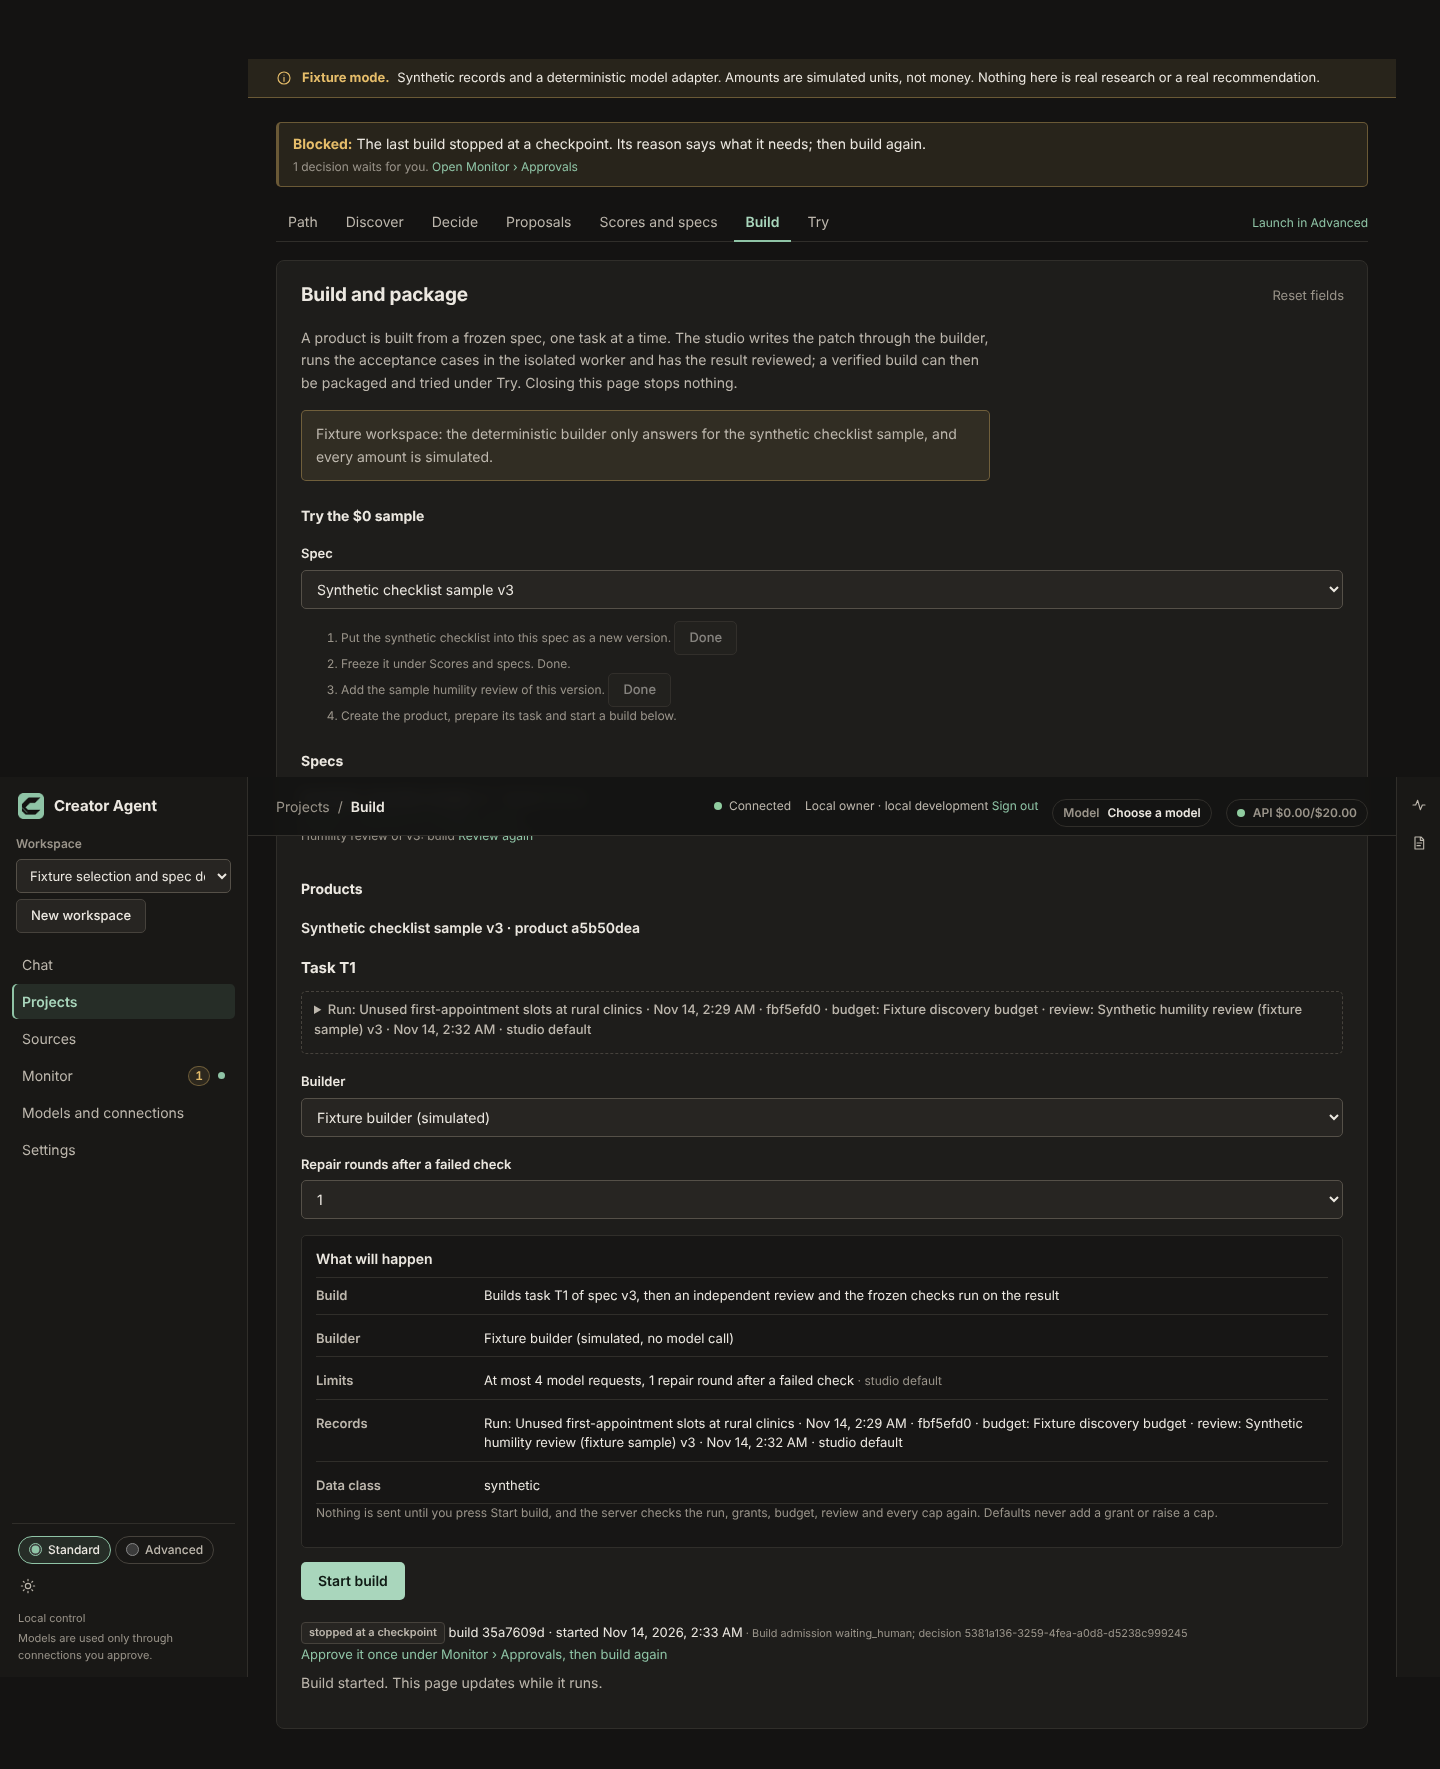 Fixture mode. Synthetic records and a deterministic model adapter. Amounts are simulated units, not money. Nothing here is real research or a real recommendation.
Blocked: The last build stopped at a checkpoint. Its reason says what it needs; then build again.
1 decision waits for you. Open Monitor › Approvals
Path Discover Decide Proposals Scores and specs Build Try Launch in Advanced
Build and package
Reset fields
A product is built from a frozen spec, one task at a time. The studio writes the patch through the builder,
runs the acceptance cases in the isolated worker and has the result reviewed; a verified build can then
be packaged and tried under Try. Closing this page stops nothing.
Fixture workspace: the deterministic builder only answers for the synthetic checklist sample, and
every amount is simulated.
Try the $0 sample
Spec
Synthetic checklist sample v3
1. Put the synthetic checklist into this spec as a new version. Done
2. Freeze it under Scores and specs. Done.
3. Add the sample humility review of this version. Done
4. Create the product, prepare its task and start a build below.
Specs
Creator Agent
Workspace
Fixture selection and spec d
New workspace
Chat
Projects
Sources
Monitor 1
Models and connections
Settings
Standard Advanced
Local control
Models are used only through
connections you approve.
Projects / Build
Connected Local owner · local development Sign out
Model Choose a model
API $0.00/$20.00
Humility review of v3: build Review again
Products
Synthetic checklist sample v3 · product a5b50dea
Task T1
Run: Unused first-appointment slots at rural clinics · Nov 14, 2:29 AM · fbf5efd0 · budget: Fixture discovery budget · review: Synthetic humility review (fixture
sample) v3 · Nov 14, 2:32 AM · studio default
Builder
Fixture builder (simulated)
Repair rounds after a failed check
1
What will happen
Build Builds task T1 of spec v3, then an independent review and the frozen checks run on the result
Builder Fixture builder (simulated, no model call)
Limits At most 4 model requests, 1 repair round after a failed check · studio default
Records Run: Unused first-appointment slots at rural clinics · Nov 14, 2:29 AM · fbf5efd0 · budget: Fixture discovery budget · review: Synthetic
humility review (fixture sample) v3 · Nov 14, 2:32 AM · studio default
Data class synthetic
Nothing is sent until you press Start build, and the server checks the run, grants, budget, review and every cap again. Defaults never add a grant or raise a cap.
Start build
stopped at a checkpoint build 35a7609d · started Nov 14, 2026, 2:33 AM · Build admission waiting_human; decision 5381a136-3259-4fea-a0d8-d5238c999245
Approve it once under Monitor › Approvals, then build again
Build started. This page updates while it runs.